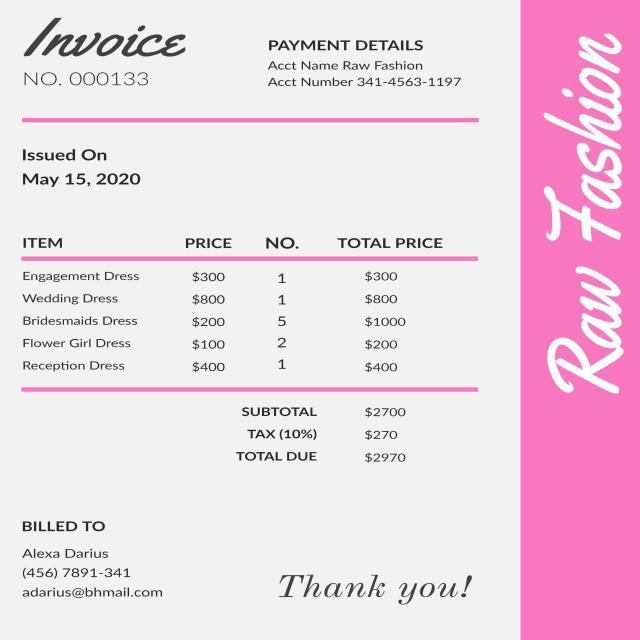 Invoice
NO. 000133
PAYMENT DETAILS
Acct Name Raw Fashion
Acct Number 341-4563-1197
Issued On
May 15, 2020
ITEM PRICE NO. TOTAL PRICE
Engagement Dress $300 1 $300
Wedding Dress $800 1 $800
Bridesmaids Dress $200 5 $1000
Flower Girl Dress $100 2 $200
Reception Dress $400 1 $400
SUBTOTAL $2700
TAX (10%) $270
TOTAL DUE $2970
BILLED TO
Alexa Darius
(456) 7891-341
adarius@bhmail.com
Thank you!
Raw Fashion